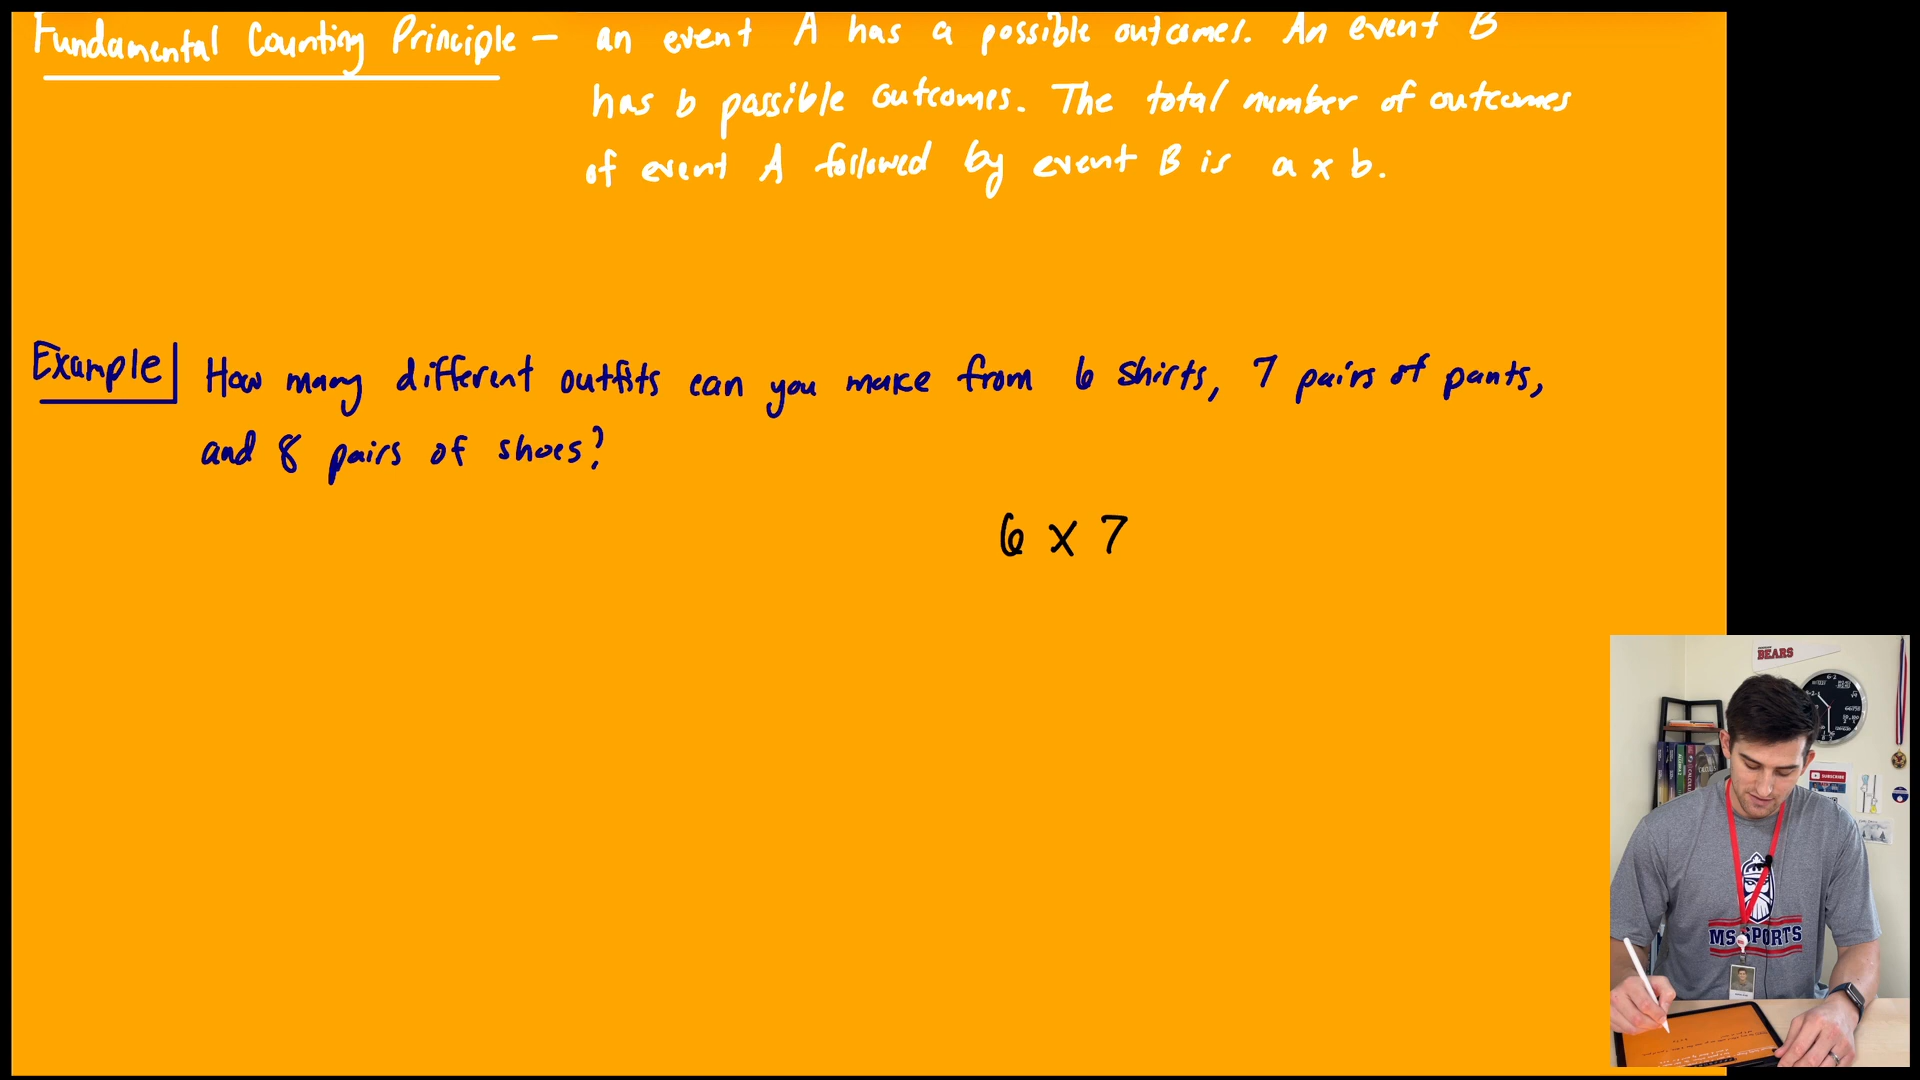 Fundamental Counting Principle — an event A has a possible outcomes. An event B
has b possible outcomes. The total number of outcomes
of event A followed by event B is a x b.
Example How many different outfits can you make from 6 shirts, 7 pairs of pants,
and 8 pairs of shoes?
6 x 7
BEARS
SUBSCRIBE
MS SPORTS